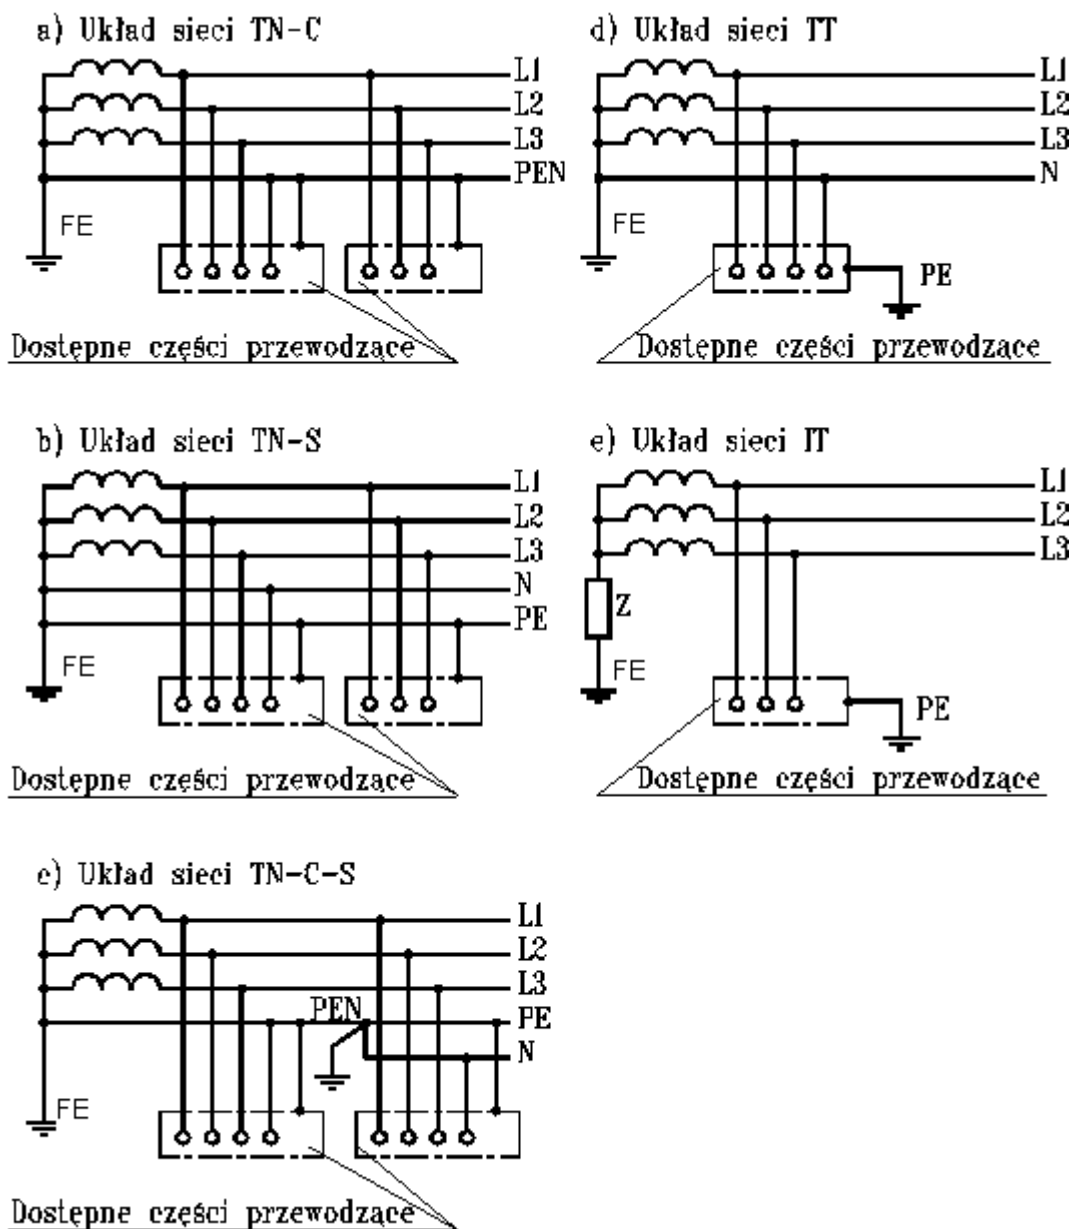 a) Układ sieci TN-C
L1
L2
L3
PEN
FE
Dostępne części przewodzące
d) Układ sieci TT
L1
L2
L3
N
FE
PE
Dostępne części przewodzące
b) Układ sieci TN-S
L1
L2
L3
N
PE
FE
Dostępne części przewodzące
e) Układ sieci IT
L1
L2
L3
Z
FE
PE
Dostępne części przewodzące
c) Układ sieci TN-C-S
L1
L2
L3
PEN
PE
N
FE
Dostępne części przewodzące